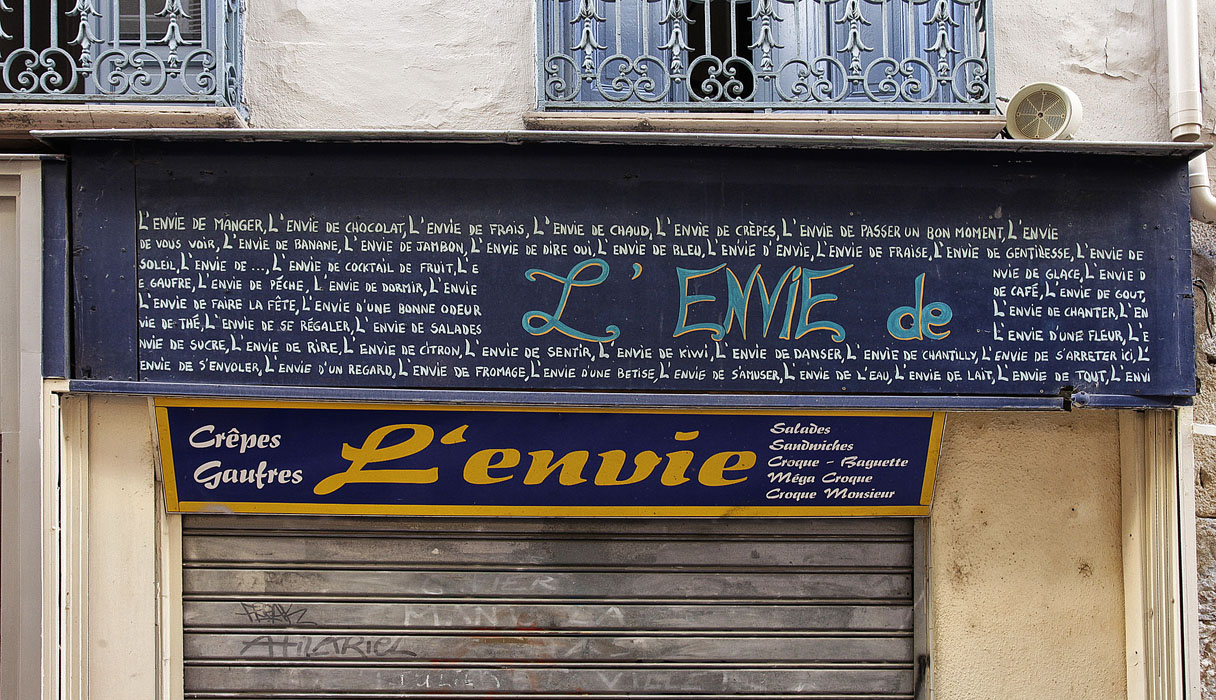 L'ENVIE DE MANGER, L'ENVIE DE CHOCOLAT, L'ENVIE DE FRAIS, L'ENVIE DE CHAUD, L'ENVIE DE CRÈPES, L'ENVIE DE PASSER UN BON MOMENT, L'ENVIE
DE VOUS VOIR, L'ENVIE DE BANANE, L'ENVIE DE JAMBON, L'ENVIE DE DIRE OUI, L'ENVIE DE BLEU, L'ENVIE D'ENVIE, L'ENVIE DE FRAISE, L'ENVIE DE GENTILESSE, L'ENVIE DE
SOLEIL, L'ENVIE DE ..., L'ENVIE DE COCKTAIL DE FRUIT, L'E
NVIE DE GLACE, L'ENVIE D
E GAUFRE, L'ENVIE DE PÊCHE, L'ENVIE DE DORMIR, L'ENVIE
DE CAFÉ, L'ENVIE DE GOUT,
L'ENVIE DE FAIRE LA FÊTE, L'ENVIE D'UNE BONNE ODEUR
L'ENVIE DE CHANTER, L'EN
VIE DE THÉ, L'ENVIE DE SE RÉGALER, L'ENVIE DE SALADES
L'ENVIE D'UNE FLEUR, L'E
L'ENVIE de
NVIE DE SUCRE, L'ENVIE DE RIRE, L'ENVIE DE CITRON, L'ENVIE DE SENTIR, L'ENVIE DE KIWI, L'ENVIE DE DANSER, L'ENVIE DE CHANTILLY, L'ENVIE DE S'ARRETER ICI, L'
ENVIE DE S'ENVOLER, L'ENVIE D'UN REGARD, L'ENVIE DE FROMAGE, L'ENVIE D'UNE BETISE, L'ENVIE DE S'AMUSER, L'ENVIE DE L'EAU, L'ENVIE DE LAIT, L'ENVIE DE TOUT, L'ENVI
Crêpes
Gaufres
L'envie
Salades
Sandwiches
Croque - Baguette
Méga Croque
Croque Monsieur